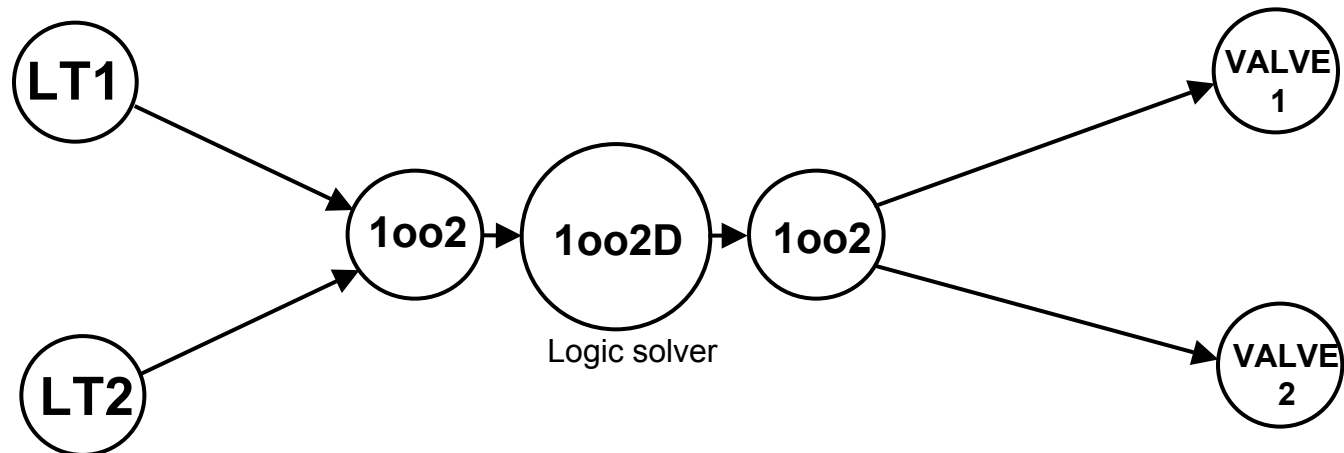 LT1
LT2
1oo2
1oo2D
Logic solver
1oo2
VALVE
1
VALVE
2